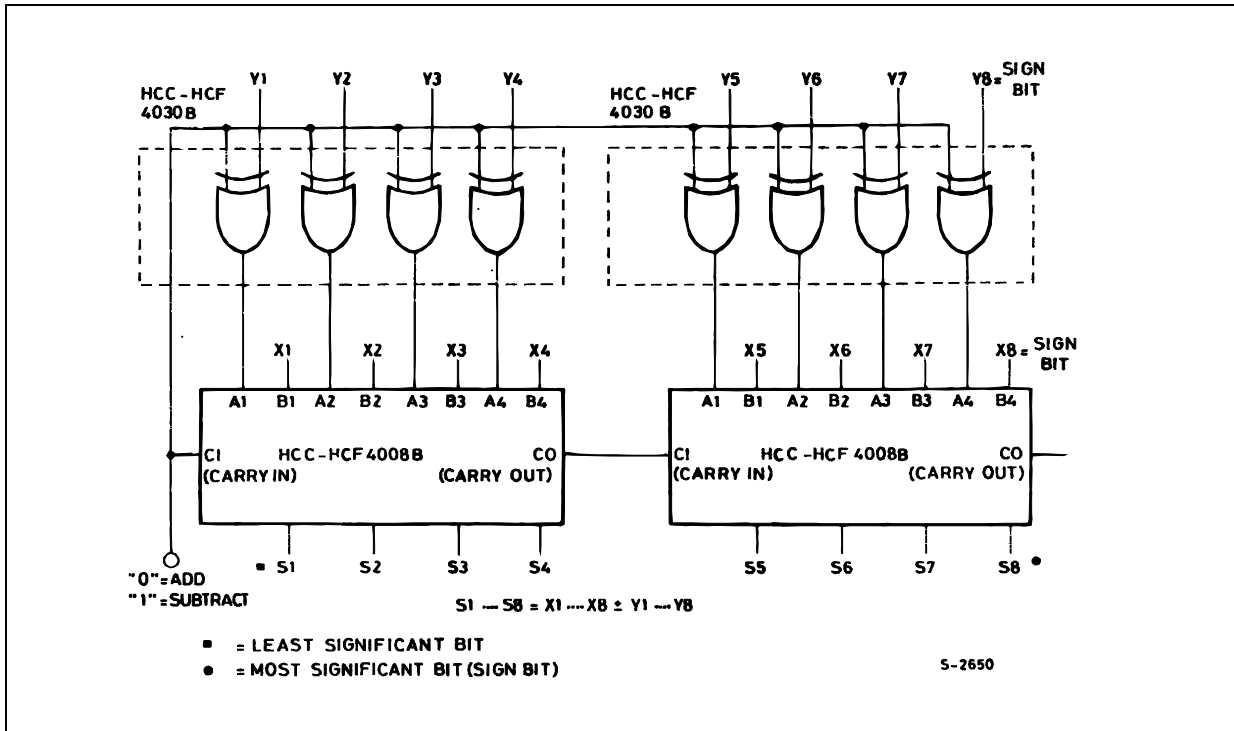 HCC-HCF
4030B
Y1 Y2 Y3 Y4
HCC-HCF
4030B
Y5 Y6 Y7 Y8= SIGN
BIT
X1 X2 X3 X4
X5 X6 X7 X8= SIGN
BIT
A1 B1 A2 B2 A3 B3 A4 B4
CI HCC-HCF4008B CO
(CARRY IN) (CARRY OUT)
A1 B1 A2 B2 A3 B3 A4 B4
CI HCC-HCF 4008B CO
(CARRY IN) (CARRY OUT)
"0"=ADD
"1"=SUBTRACT
■ S1 S2 S3 S4
S5 S6 S7 S8 ●
S1 .... S8 = X1 .... X8 ± Y1 .... Y8
■ = LEAST SIGNIFICANT BIT
● = MOST SIGNIFICANT BIT (SIGN BIT)
S-2650